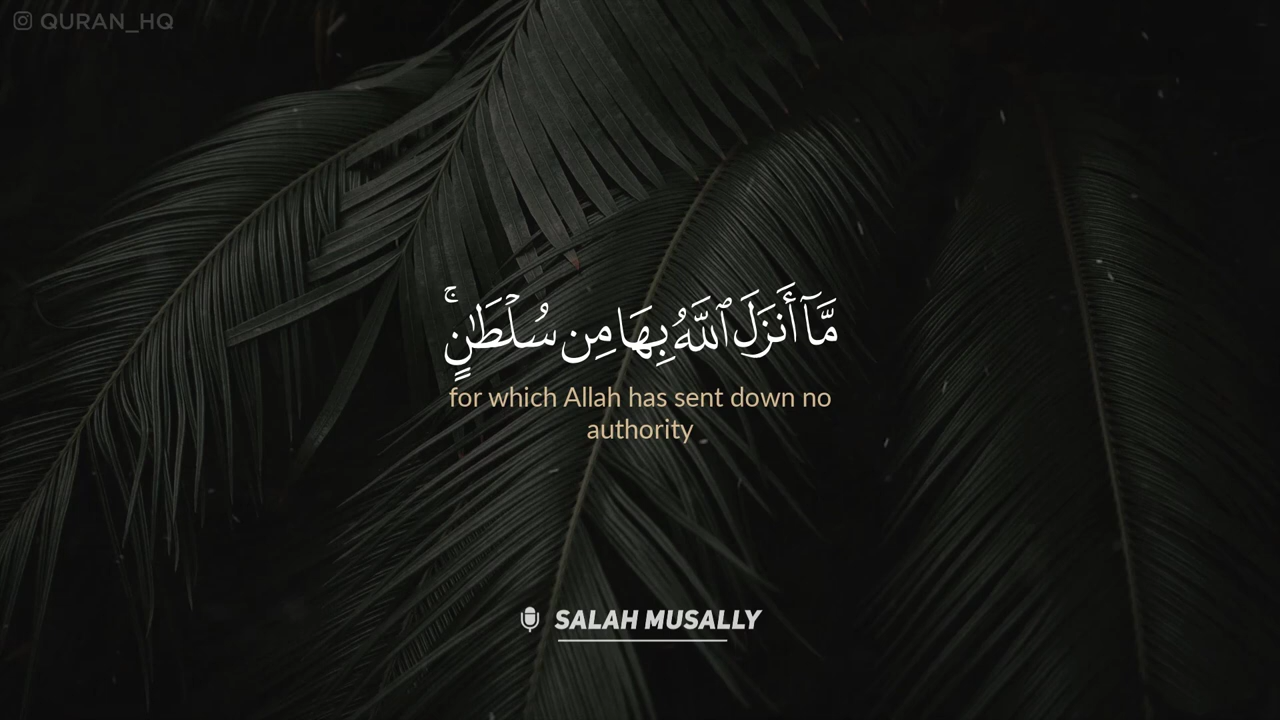 QURAN_HQ
مَّآ أَنزَلَ ٱللَّهُ بِهَا مِن سُلْطَٰنٍۚ
for which Allah has sent down no
authority
SALAH MUSALLY